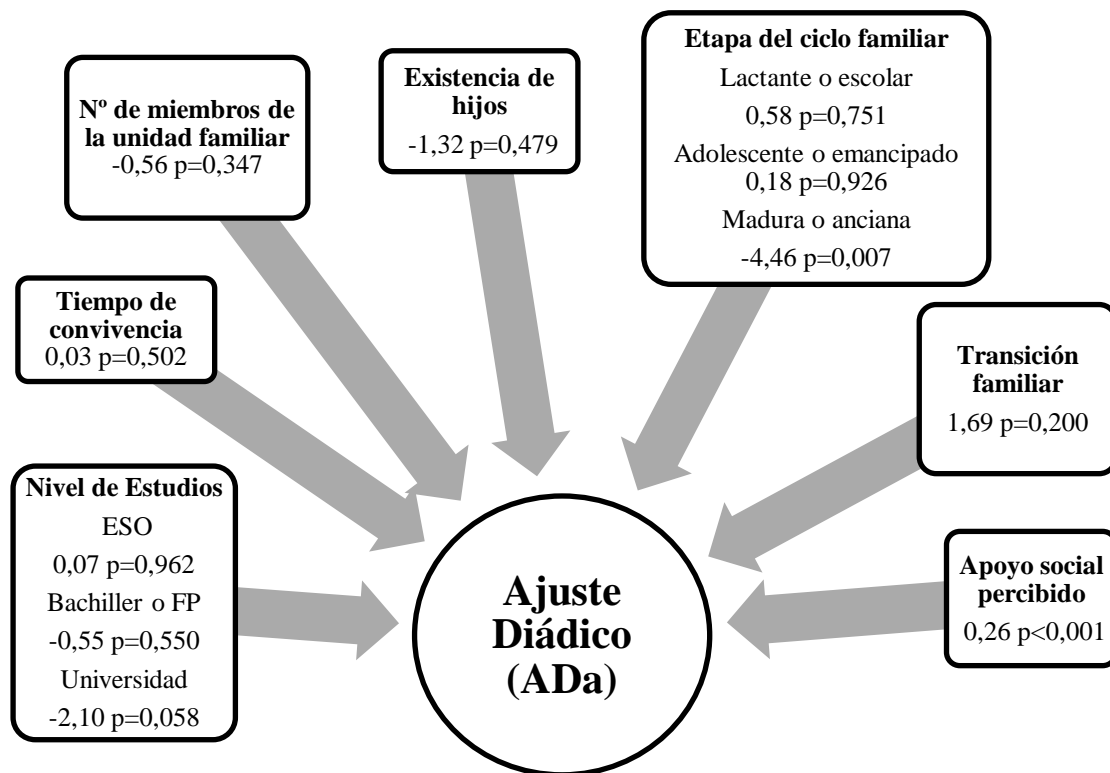 Etapa del ciclo familiar
Lactante o escolar
0,58 p=0,751
Adolescente o emancipado
0,18 p=0,926
Madura o anciana
-4,46 p=0,007
Existencia de
hijos
-1,32 p=0,479
Nº de miembros de
la unidad familiar
-0,56 p=0,347
Tiempo de
convivencia
0,03 p=0,502
Transición
familiar
1,69 p=0,200
Nivel de Estudios
ESO
0,07 p=0,962
Bachiller o FP
-0,55 p=0,550
Universidad
-2,10 p=0,058
Apoyo social
percibido
0,26 p<0,001
Ajuste
Diádico
(ADa)